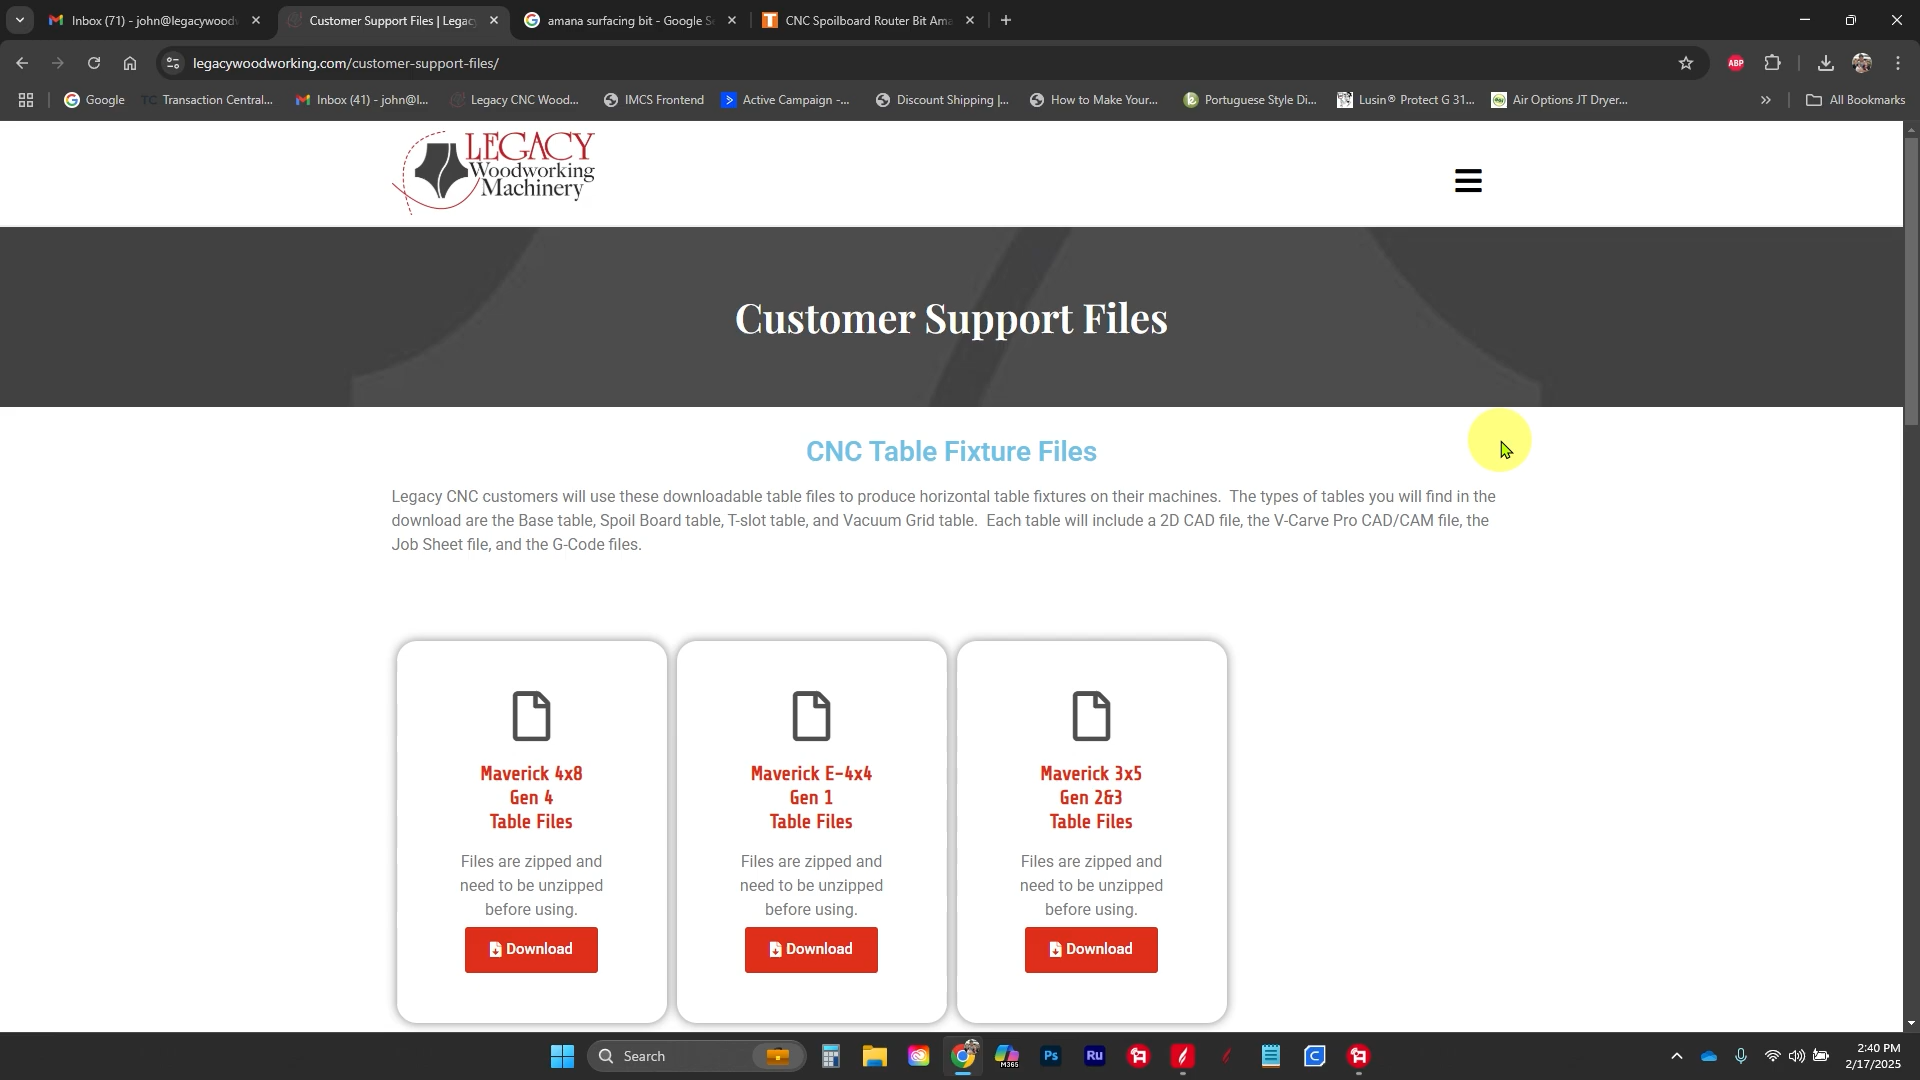 Inbox (71) - john@legacywoodw
Customer Support Files | Legacy
amana surfacing bit - Google Se
CNC Spoilboard Router Bit Ama
legacywoodworking.com/customer-support-files/
ABP
Google
TC Transaction Central...
Inbox (41) - john@l...
Legacy CNC Wood...
IMCS Frontend
Active Campaign -...
Discount Shipping |...
How to Make Your...
Portuguese Style Di...
Lusin® Protect G 31...
Air Options JT Dryer...
All Bookmarks
LEGACY
Woodworking
Machinery
Customer Support Files
CNC Table Fixture Files
Legacy CNC customers will use these downloadable table files to produce horizontal table fixtures on their machines. The types of tables you will find in the
download are the Base table, Spoil Board table, T-slot table, and Vacuum Grid table. Each table will include a 2D CAD file, the V-Carve Pro CAD/CAM file, the
Job Sheet file, and the G-Code files.
Maverick 4x8
Gen 4
Table Files
Files are zipped and
need to be unzipped
before using.
Download
Maverick E-4x4
Gen 1
Table Files
Files are zipped and
need to be unzipped
before using.
Download
Maverick 3x5
Gen 2&3
Table Files
Files are zipped and
need to be unzipped
before using.
Download
Search
M365
Ps
Ru
2:40 PM
2/17/2025